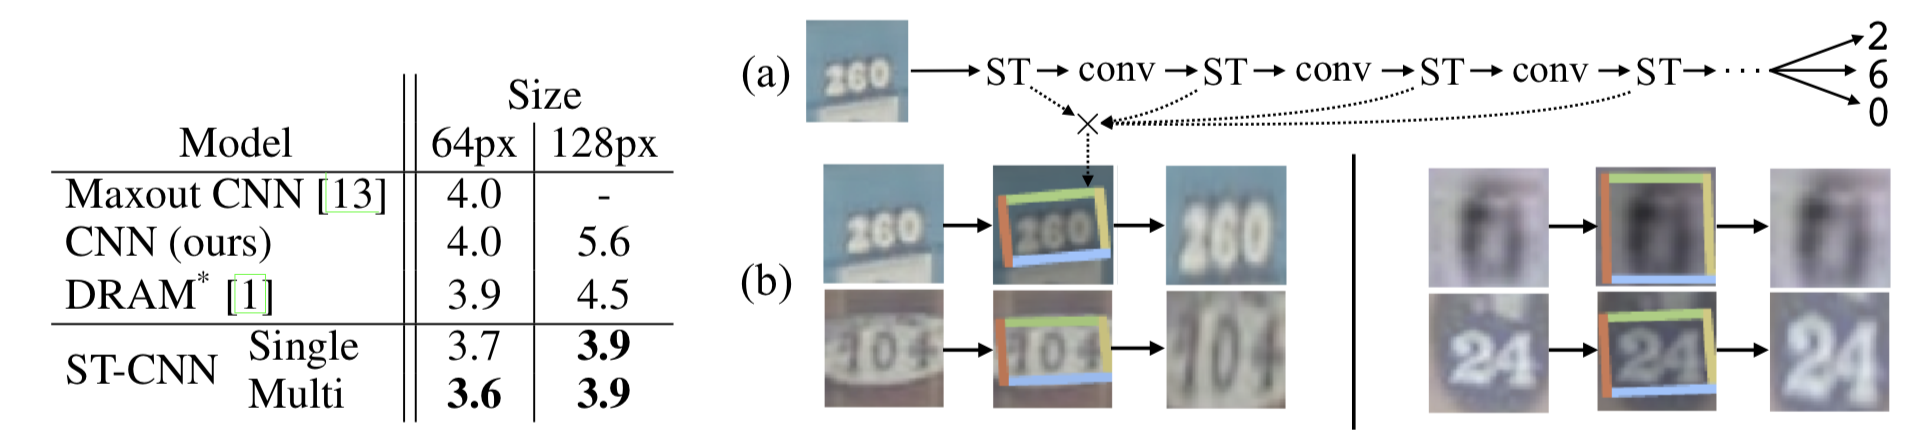 Size
Model 64px 128px
Maxout CNN [13] 4.0 -
CNN (ours) 4.0 5.6
DRAM* [1] 3.9 4.5
ST-CNN Single 3.7 3.9
Multi 3.6 3.9
(a) 260 ST conv ST conv ST conv ST ··· 2
6
0
×
(b)
260 260 260
104 104 104
24 24 24